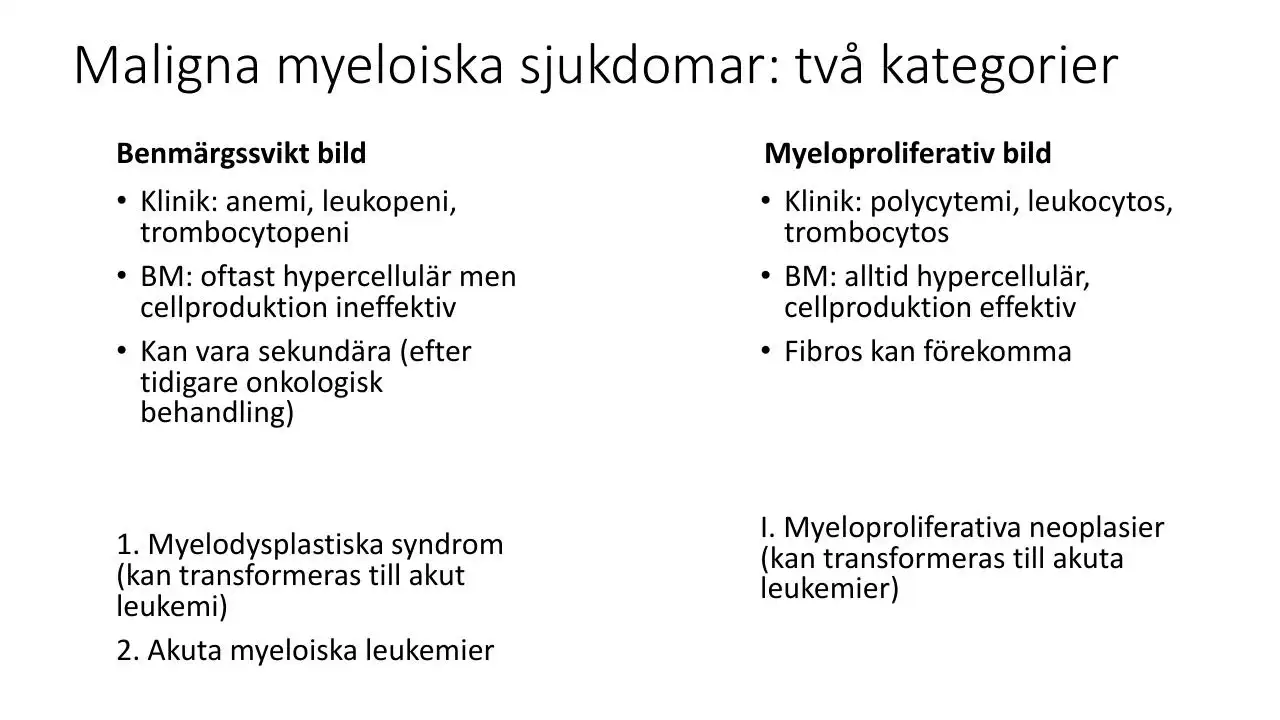 Maligna myeloiska sjukdomar: två kategorier
Benmärgssvikt bild
• Klinik: anemi, leukopeni,
trombocytopeni
• BM: oftast hypercellulär men
cellproduktion ineffektiv
• Kan vara sekundära (efter
tidigare onkologisk
behandling)
1. Myelodysplastiska syndrom
(kan transformeras till akut
leukemi)
2. Akuta myeloiska leukemier
Myeloproliferativ bild
• Klinik: polycytemi, leukocytos,
trombocytos
• BM: alltid hypercellulär,
cellproduktion effektiv
• Fibros kan förekomma
I. Myeloproliferativa neoplasier
(kan transformeras till akuta
leukemier)